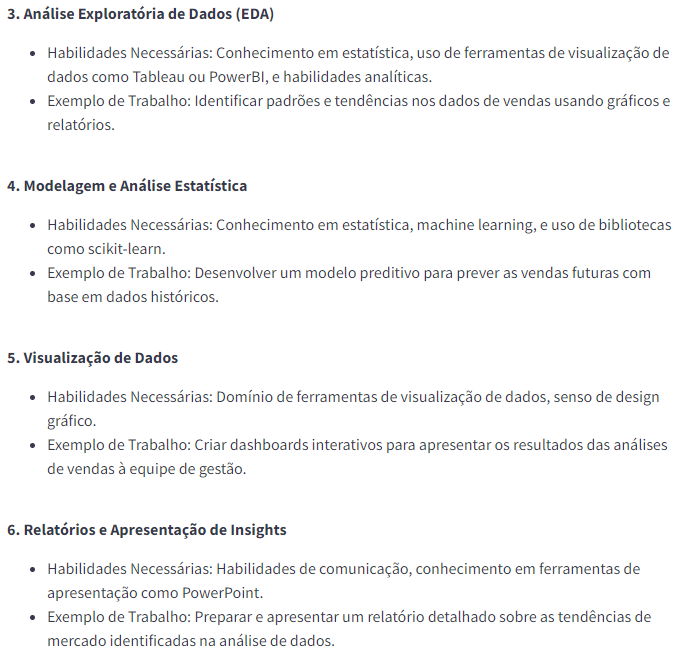 3. Análise Exploratória de Dados (EDA)
• Habilidades Necessárias: Conhecimento em estatística, uso de ferramentas de visualização de
dados como Tableau ou PowerBI, e habilidades analíticas.
• Exemplo de Trabalho: Identificar padrões e tendências nos dados de vendas usando gráficos e
relatórios.
4. Modelagem e Análise Estatística
• Habilidades Necessárias: Conhecimento em estatística, machine learning, e uso de bibliotecas
como scikit-learn.
• Exemplo de Trabalho: Desenvolver um modelo preditivo para prever as vendas futuras com
base em dados históricos.
5. Visualização de Dados
• Habilidades Necessárias: Domínio de ferramentas de visualização de dados, senso de design
gráfico.
• Exemplo de Trabalho: Criar dashboards interativos para apresentar os resultados das análises
de vendas à equipe de gestão.
6. Relatórios e Apresentação de Insights
• Habilidades Necessárias: Habilidades de comunicação, conhecimento em ferramentas de
apresentação como PowerPoint.
• Exemplo de Trabalho: Preparar e apresentar um relatório detalhado sobre as tendências de
mercado identificadas na análise de dados.